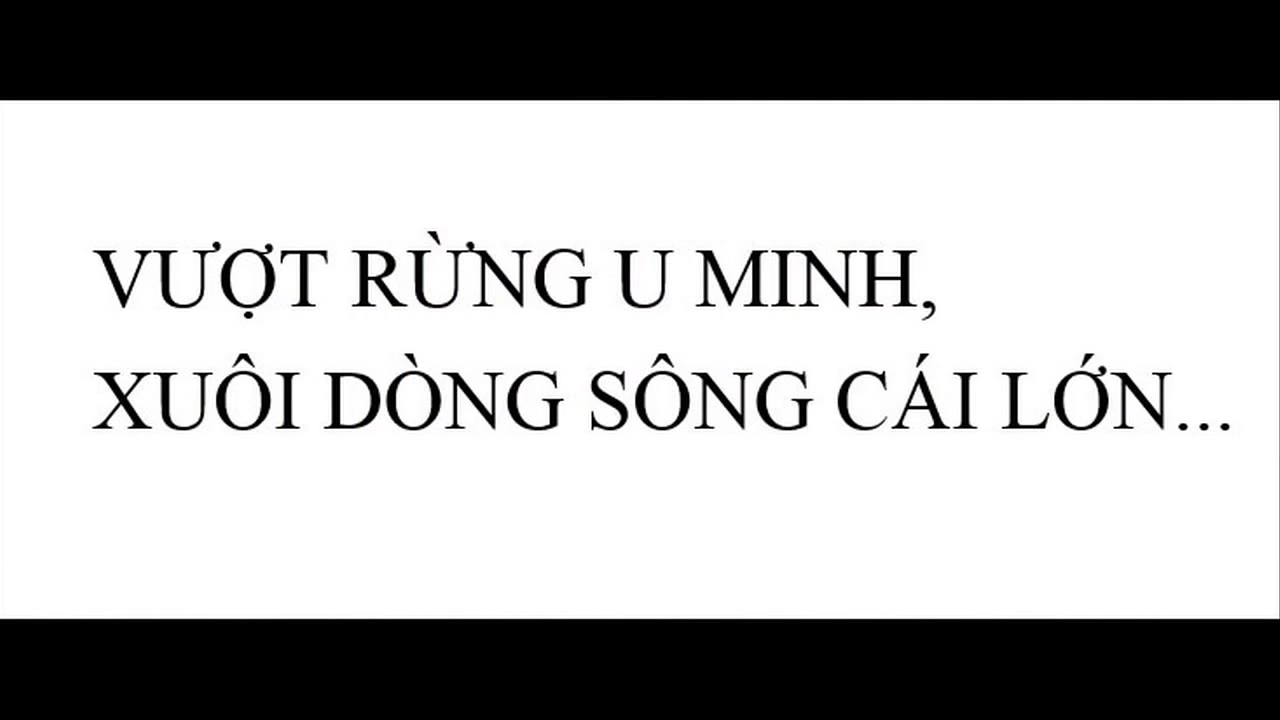 VƯỢT RỪNG U MINH,
XUÔI DÒNG SÔNG CÁI LỚN...